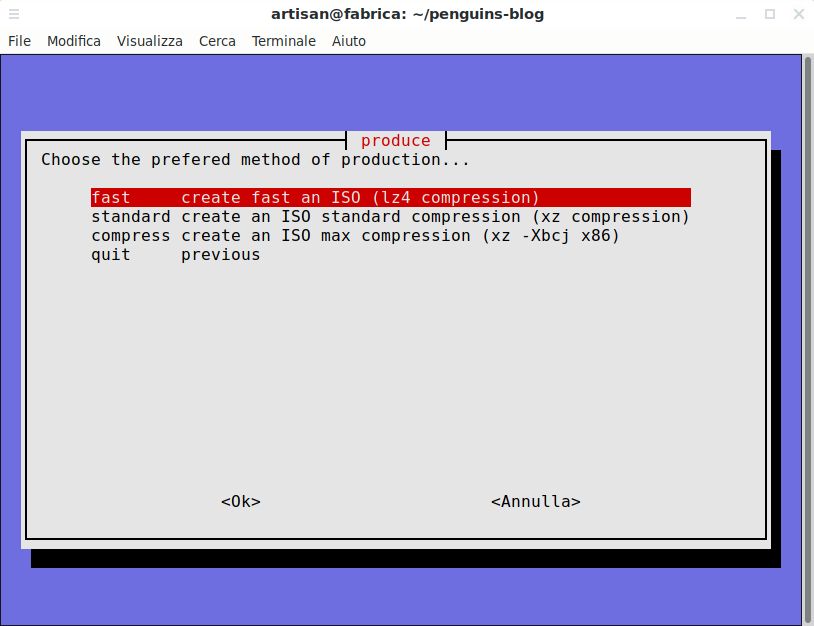 artisan@fabrica: ~/penguins-blog
File Modifica Visualizza Cerca Terminale Aiuto
produce
Choose the prefered method of production...
fast create fast an ISO (lz4 compression)
standard create an ISO standard compression (xz compression)
compress create an ISO max compression (xz -Xbcj x86)
quit previous
<Ok> <Annulla>